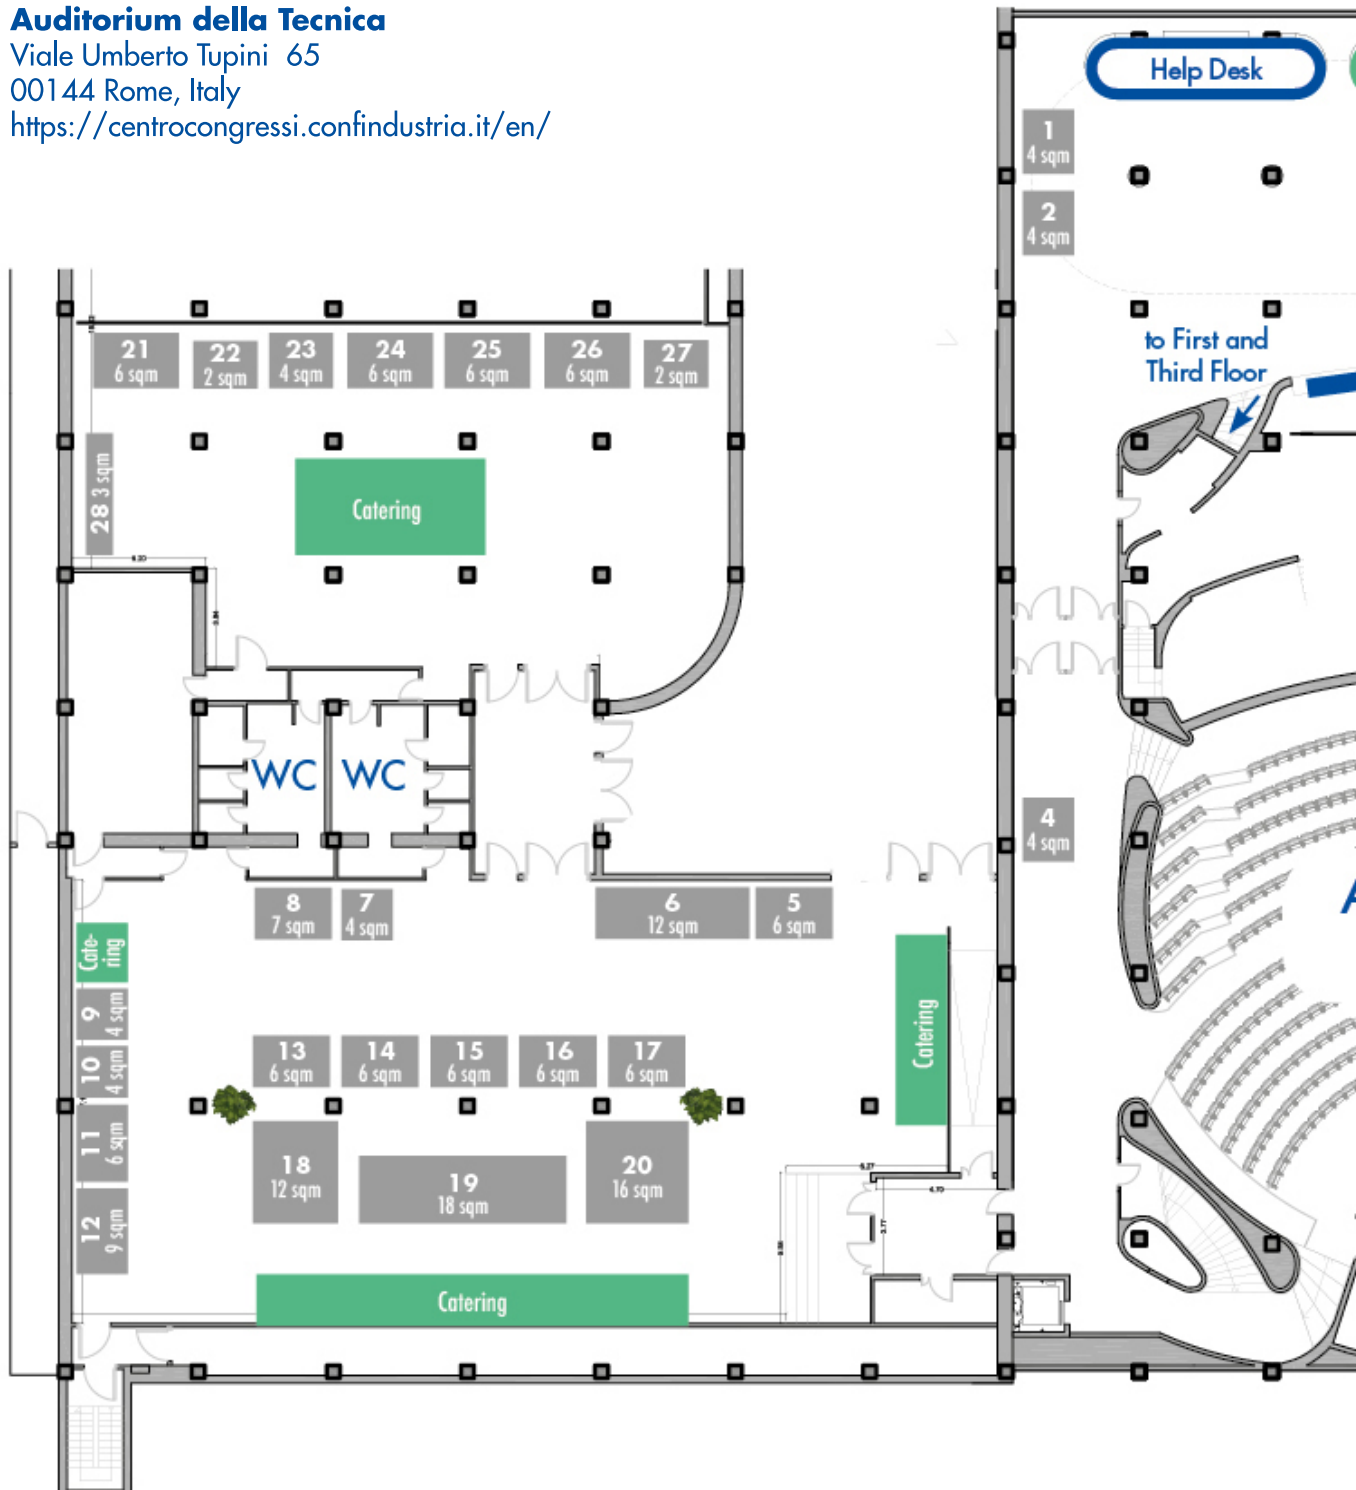 Auditorium della Tecnica
Viale Umberto Tupini 65
00144 Rome, Italy
https://centrocongressi.confindustria.it/en/
Help Desk
1
4 sqm
2
4 sqm
to First and
Third Floor
21
6 sqm
22
2 sqm
23
4 sqm
24
6 sqm
25
6 sqm
26
6 sqm
27
2 sqm
28 3 sqm
Catering
WC
WC
4
4 sqm
8
7 sqm
7
4 sqm
6
12 sqm
5
6 sqm
Cate-
ring
9
4 sqm
10
4 sqm
11
6 sqm
12
9 sqm
Catering
13
6 sqm
14
6 sqm
15
6 sqm
16
6 sqm
17
6 sqm
18
12 sqm
19
18 sqm
20
16 sqm
Catering